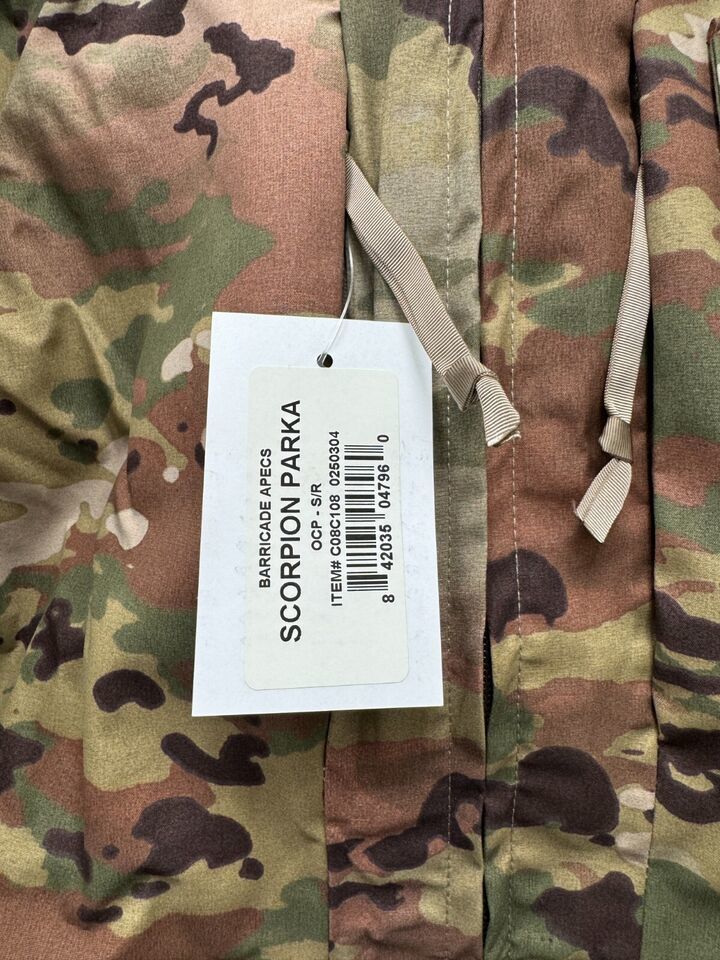 BARRICADE APECS
SCORPION PARKA
OCP - S/R
ITEM# C08C108 0250304
8 42035 04796 0